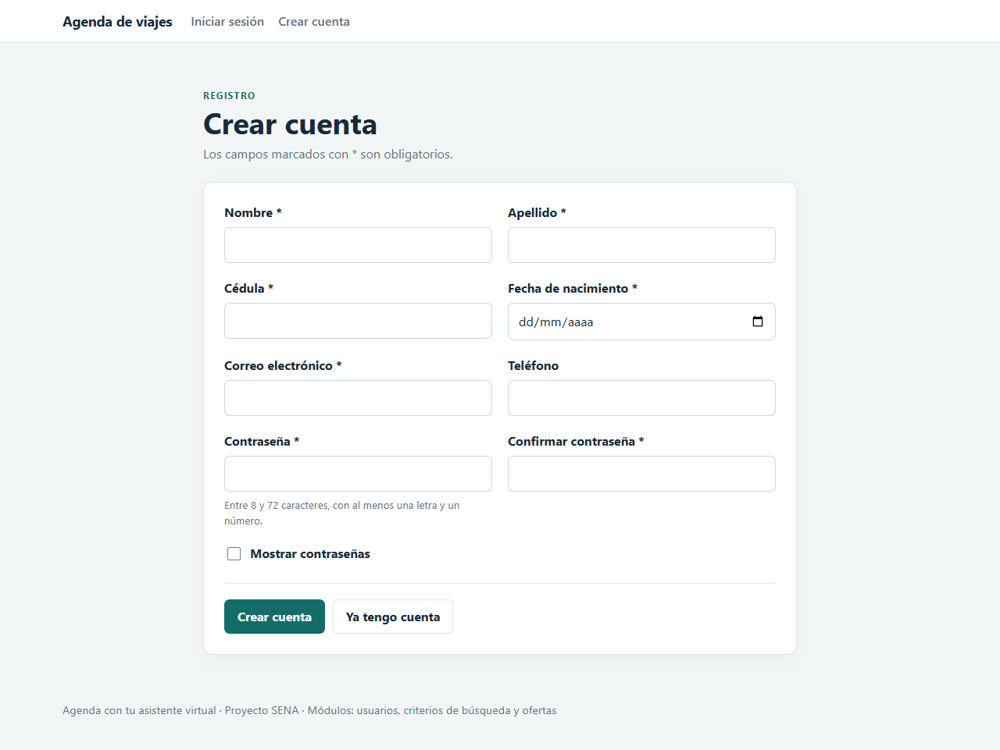 Agenda de viajes Iniciar sesión Crear cuenta
REGISTRO
Crear cuenta
Los campos marcados con * son obligatorios.
Nombre * Apellido *
Cédula * Fecha de nacimiento *
dd/mm/aaaa
Correo electrónico * Teléfono
Contraseña * Confirmar contraseña *
Entre 8 y 72 caracteres, con al menos una letra y un
número.
Mostrar contraseñas
Crear cuenta Ya tengo cuenta
Agenda con tu asistente virtual · Proyecto SENA · Módulos: usuarios, criterios de búsqueda y ofertas